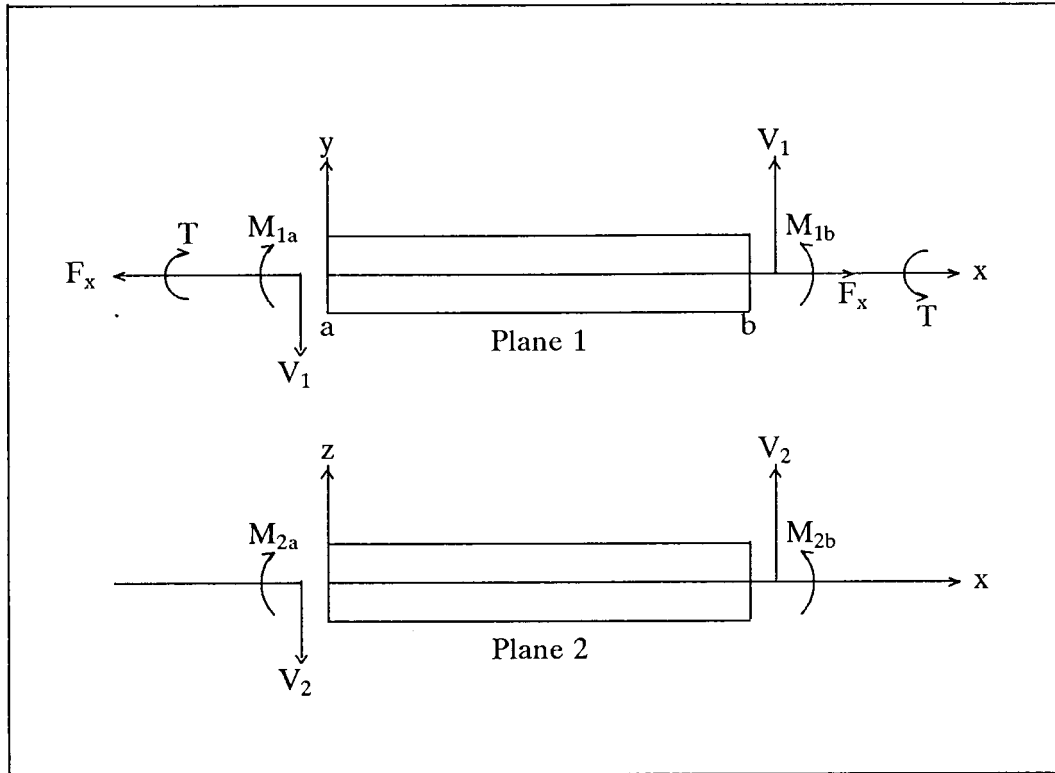 y
V₁
T
M₁ₐ
M₁b
Fₓ
x
Fₓ
T
a
b
Plane 1
V₁
z
V₂
M₂ₐ
M₂b
x
Plane 2
V₂